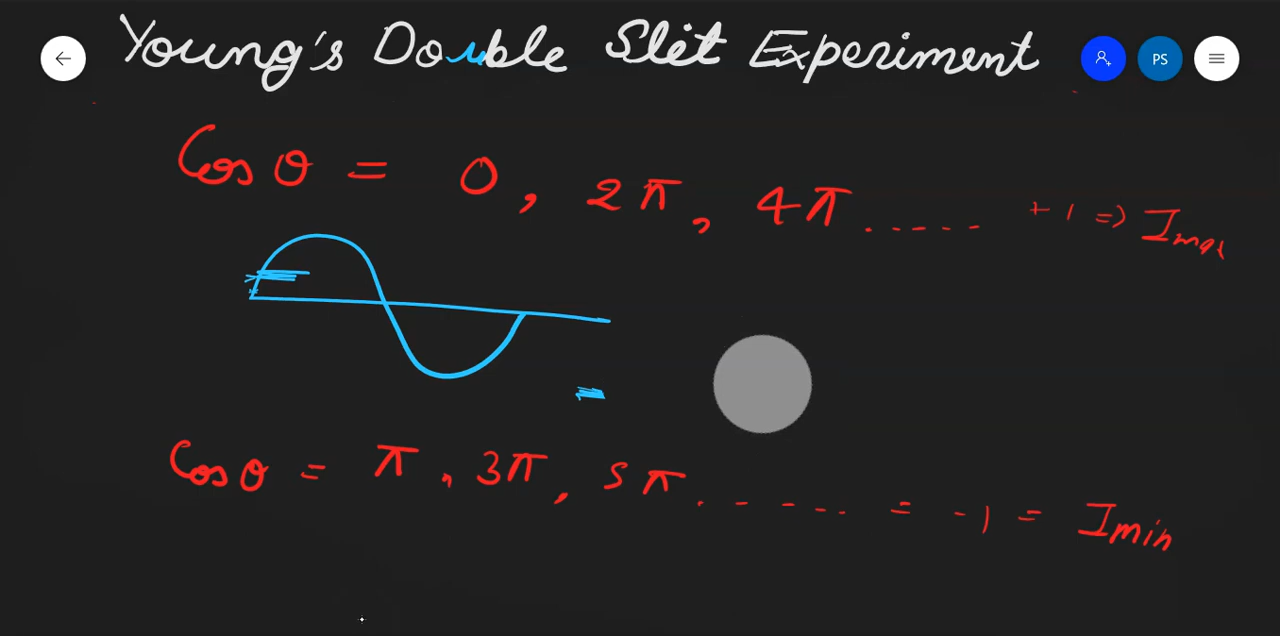 Young's Double Slit Experiment
PS
Cos θ = 0, 2π, 4π ...... +1 => Imax
Cos θ = π, 3π, 5π ...... = -1 = Imin